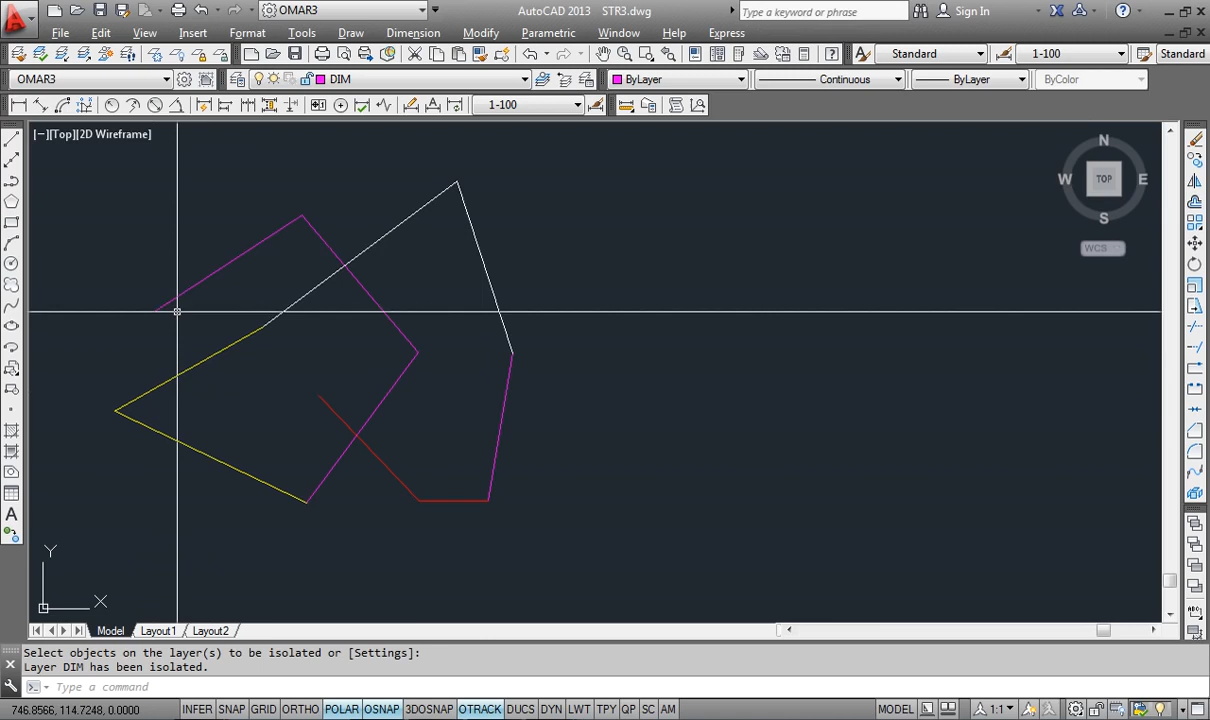 OMAR3
AutoCAD 2013 STR3.dwg
Type a keyword or phrase
Sign In
File Edit View Insert Format Tools Draw Dimension Modify Parametric Window Help Express
Standard
1-100
Standard
OMAR3
DIM
ByLayer
Continuous
ByLayer
ByColor
1-100
[−][Top][2D Wireframe]
N
W
TOP
E
S
WCS
Y
X
Model Layout1 Layout2
Select objects on the layer(s) to be isolated or [Settings]:
Layer DIM has been isolated.
Type a command
746.8566, 114.7248, 0.0000 INFER SNAP GRID ORTHO POLAR OSNAP 3DOSNAP OTRACK DUCS DYN LWT TPY QP SC AM MODEL 1:1